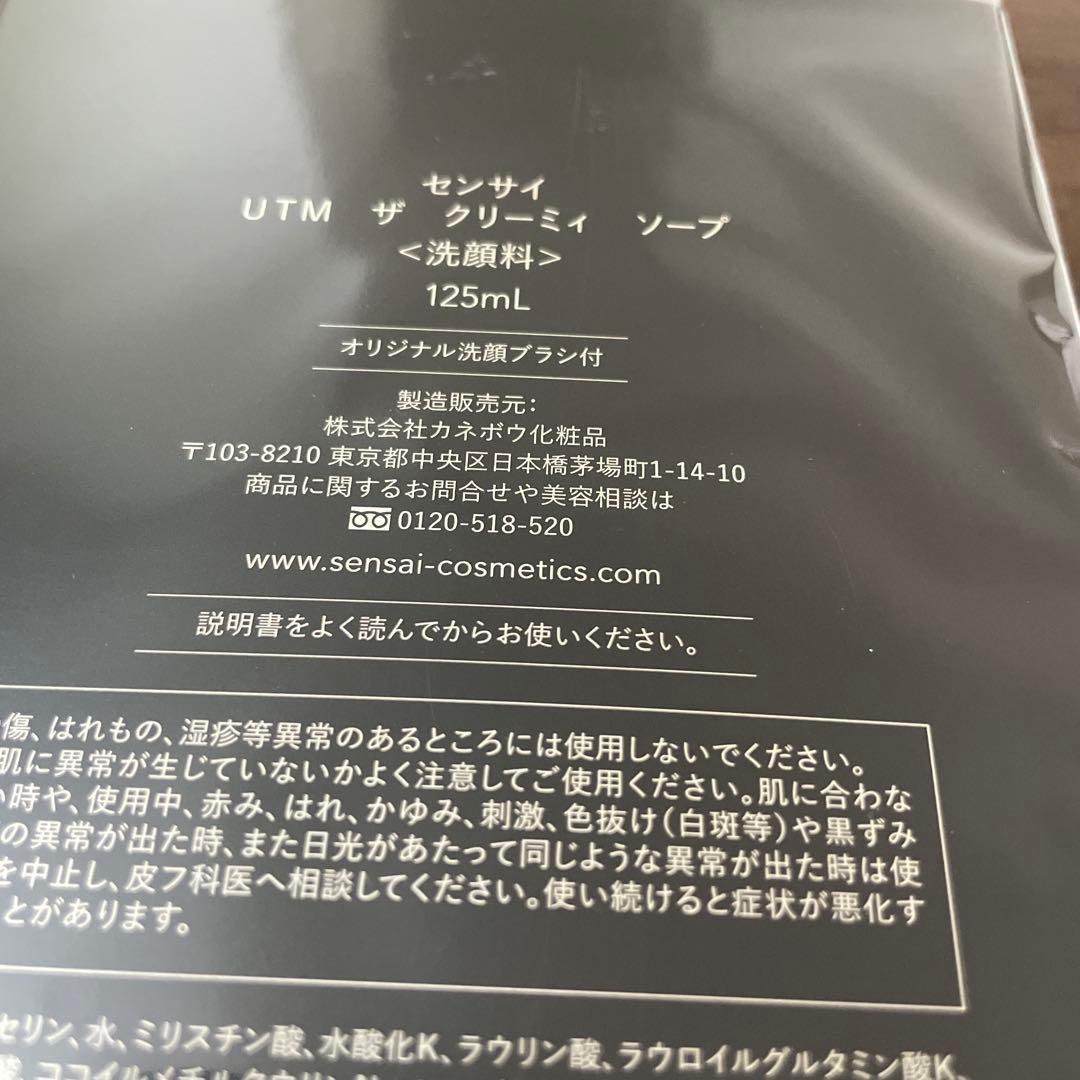 センサイ
UTM ザ クリーミィ ソープ
<洗顔料>
125mL
オリジナル洗顔ブラシ付
製造販売元:
株式会社カネボウ化粧品
〒103-8210 東京都中央区日本橋茅場町1-14-10
商品に関するお問合せや美容相談は
0120-518-520
www.sensai-cosmetics.com
説明書をよく読んでからお使いください。
傷、はれもの、湿疹等異常のあるところには使用しないでください。
肌に異常が生じていないかよく注意してご使用ください。肌に合わな
い時や、使用中、赤み、はれ、かゆみ、刺激、色抜け(白斑等)や黒ずみ
の異常が出た時、また日光があたって同じような異常が出た時は使
を中止し、皮フ科医へ相談してください。使い続けると症状が悪化す
とがあります。
セリン、水、ミリスチン酸、水酸化K、ラウリン酸、ラウロイルグルタミン酸K、